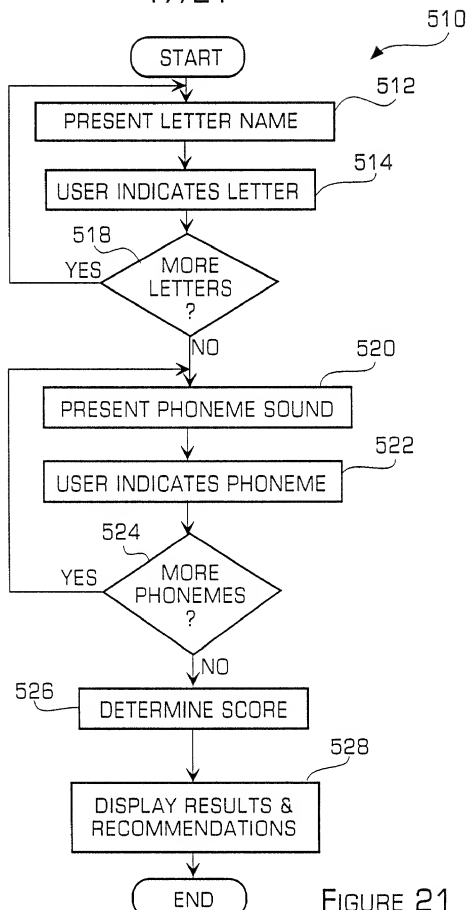 510
START
512
PRESENT LETTER NAME
514
USER INDICATES LETTER
518
YES
MORE
LETTERS
?
NO
520
PRESENT PHONEME SOUND
522
USER INDICATES PHONEME
524
YES
MORE
PHONEMES
?
NO
526
DETERMINE SCORE
528
DISPLAY RESULTS &
RECOMMENDATIONS
END
FIGURE 21